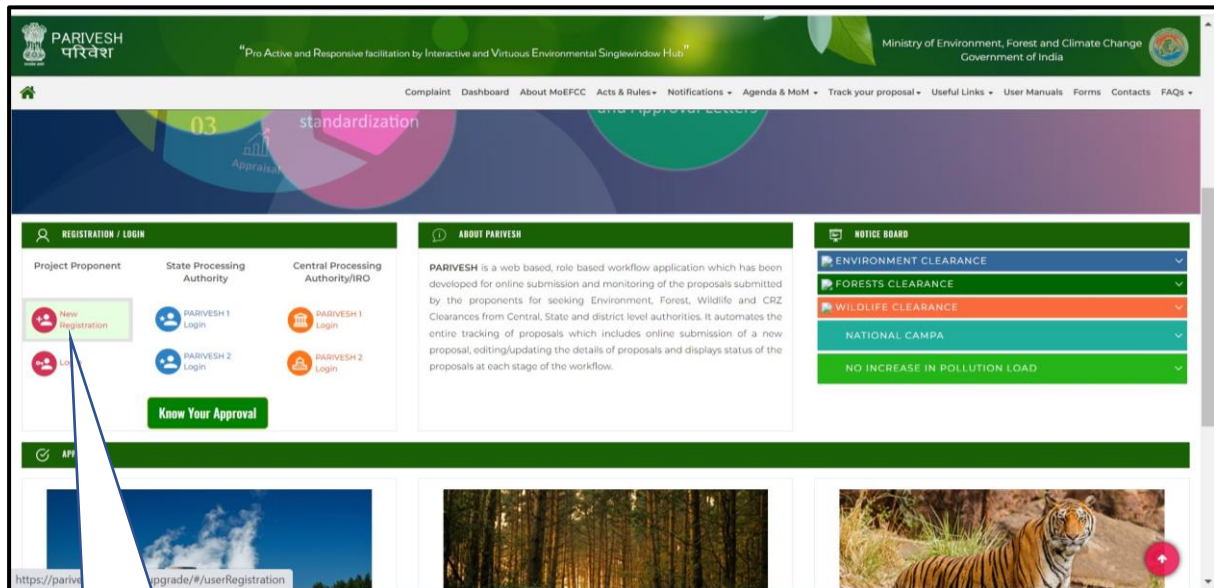 PARIVESH
परिवेश
"Pro Active and Responsive facilitation by Interactive and Virtuous Environmental Singlewindow Hub"
Ministry of Environment, Forest and Climate Change
Government of India
Complaint Dashboard About MoEFCC Acts & Rules Notifications Agenda & MoM Track your proposal Useful Links User Manuals Forms Contacts FAQs
03
standardization
Appraisal
and Approval Letters
REGISTRATION / LOGIN
Project Proponent
State Processing
Authority
Central Processing
Authority/IRO
New
Registration
PARIVESH 1
Login
PARIVESH 1
Login
PARIVESH 2
Login
PARIVESH 2
Login
Know Your Approval
ABOUT PARIVESH
PARIVESH is a web based, role based workflow application which has been
developed for online submission and monitoring of the proposals submitted
by the proponents for seeking Environment, Forest, Wildlife and CRZ
Clearances from Central, State and district level authorities. It automates the
entire tracking of proposals which includes online submission of a new
proposal, editing/updating the details of proposals and displays status of the
proposals at each stage of the workflow.
NOTICE BOARD
ENVIRONMENT CLEARANCE
FORESTS CLEARANCE
WILDLIFE CLEARANCE
NATIONAL CAMPA
NO INCREASE IN POLLUTION LOAD
https://parive
pgrade/#/userRegistration